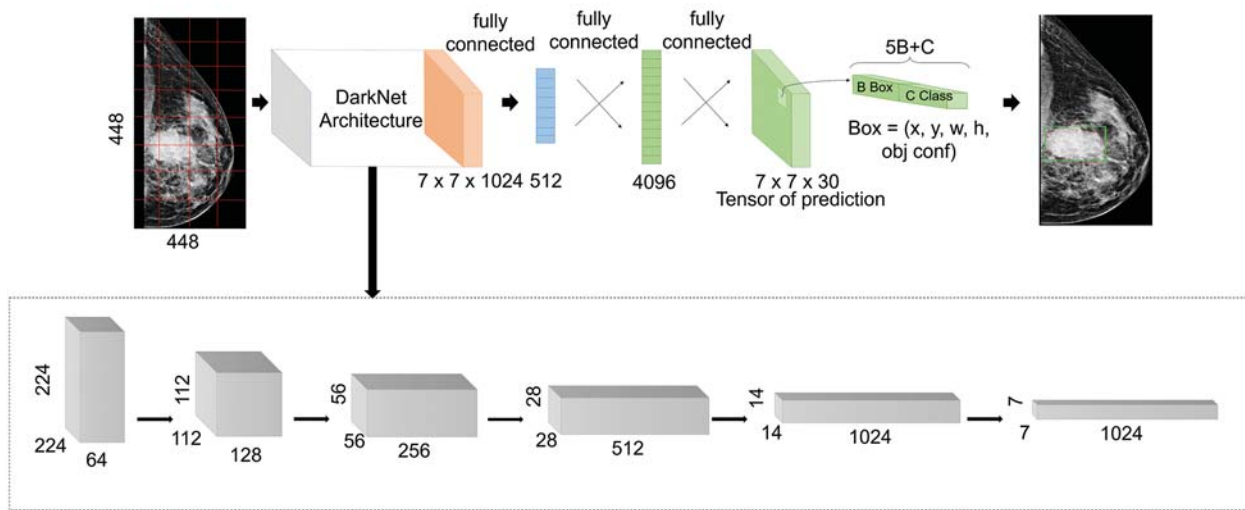 448
448
DarkNet
Architecture
7 x 7 x 1024
fully
connected
512
fully
connected
4096
fully
connected
7 x 7 x 30
Tensor of prediction
5B+C
B Box
C Class
Box = (x, y, w, h,
obj conf)
224
224
64
112
112
128
56
56
256
28
28
512
14
14
1024
7
7
1024